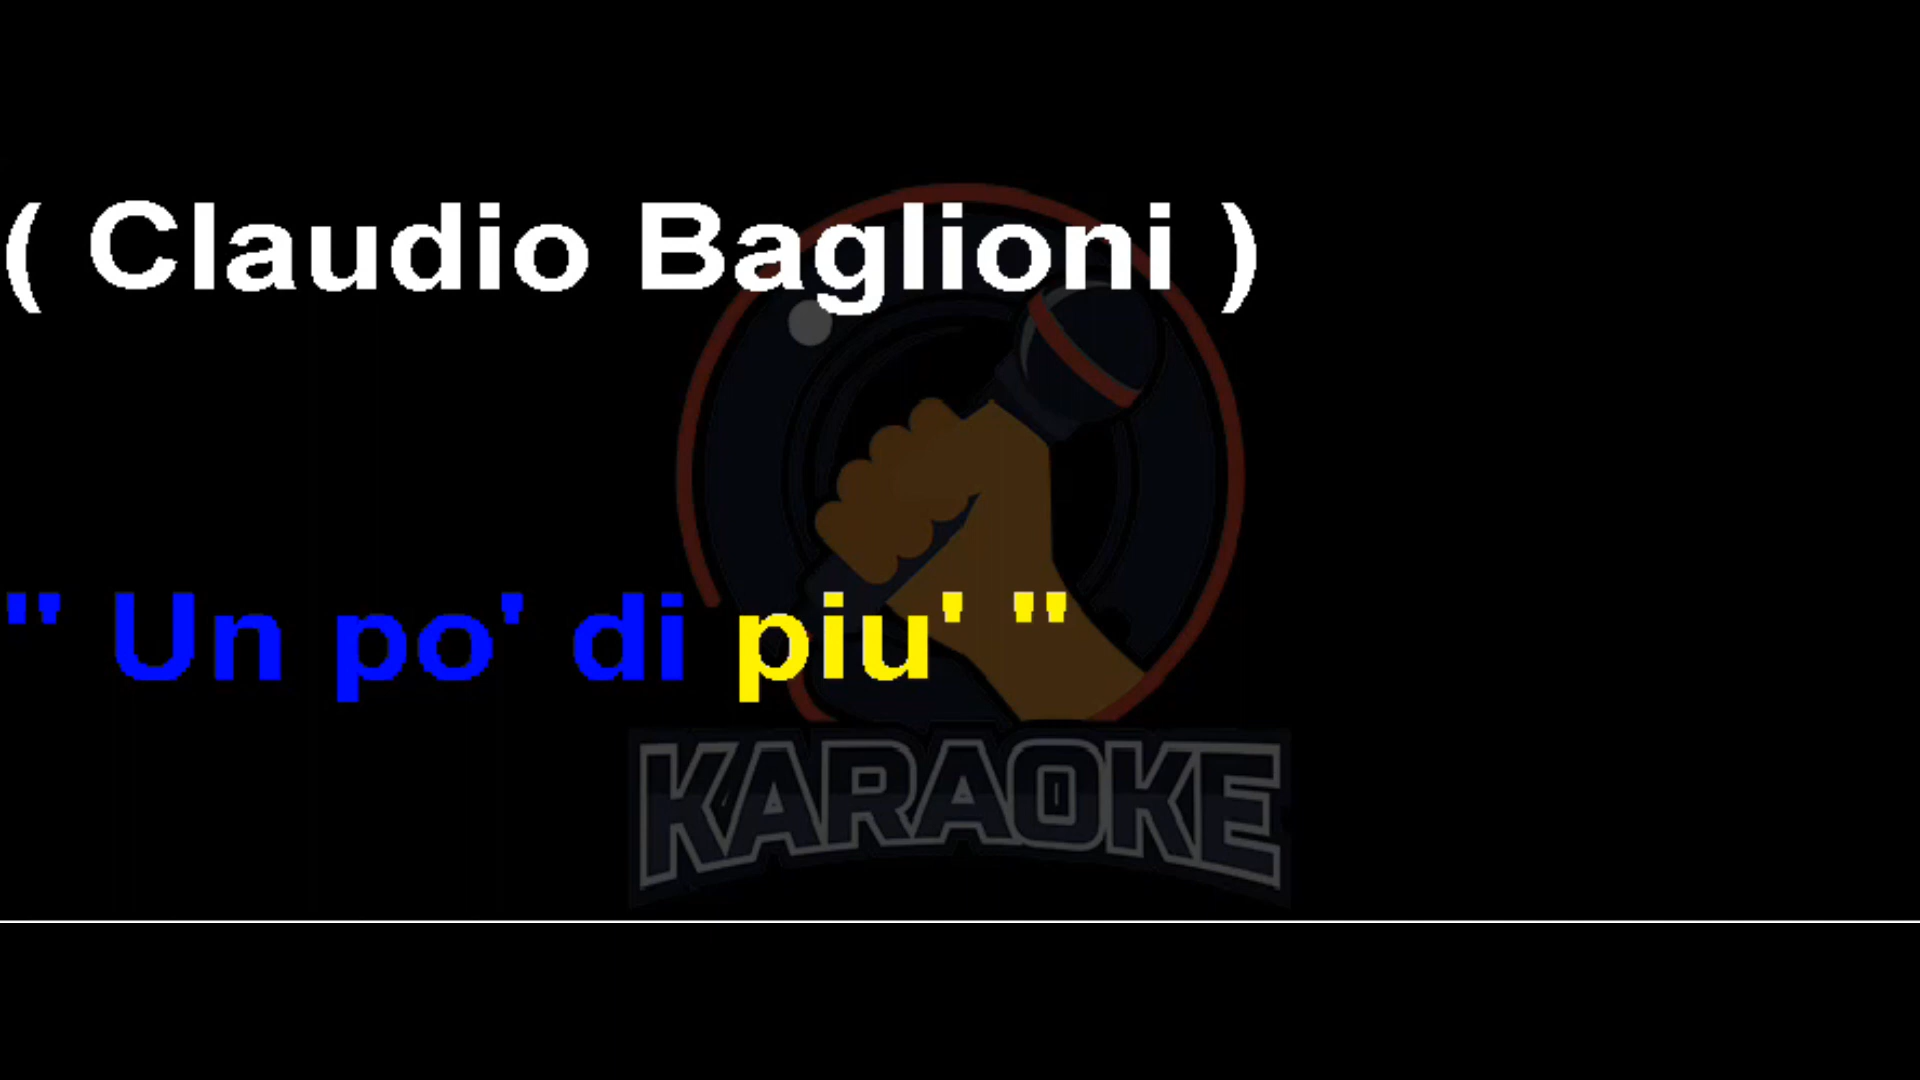 ( Claudio Baglioni )
" Un po' di piu' "
KARAOKE